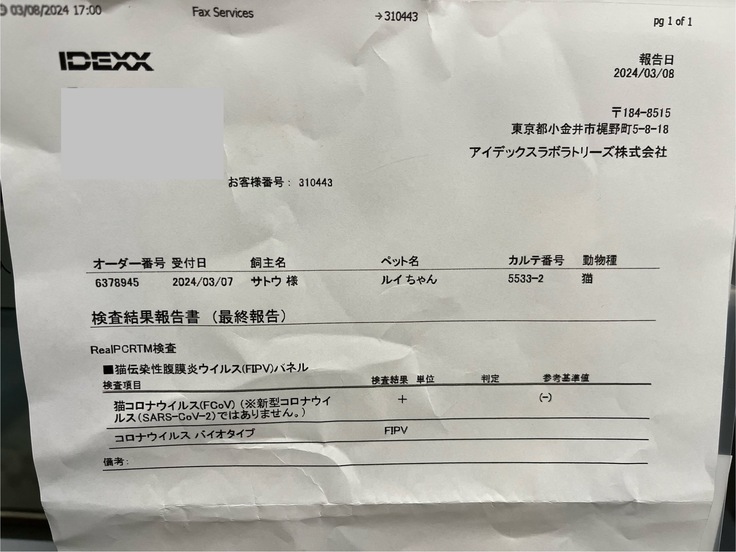 03/08/2024 17:00 Fax Services →310443 pg 1 of 1
IDEXX
報告日
2024/03/08
〒184-8515
東京都小金井市梶野町5-8-18
アイデックスラボラトリーズ株式会社
お客様番号： 310443
オーダー番号 受付日 飼主名 ペット名 カルテ番号 動物種
6378945 2024/03/07 サトウ 様 ルイ ちゃん 5533-2 猫
検査結果報告書 （最終報告）
RealPCRTM検査
■猫伝染性腹膜炎ウイルス(FIPV)パネル
検査項目 検査結果 単位 判定 参考基準値
猫コロナウイルス(FCoV) (※新型コロナウイ + (-)
ルス(SARS-CoV-2)ではありません。)
コロナウイルス バイオタイプ FIPV
備考: